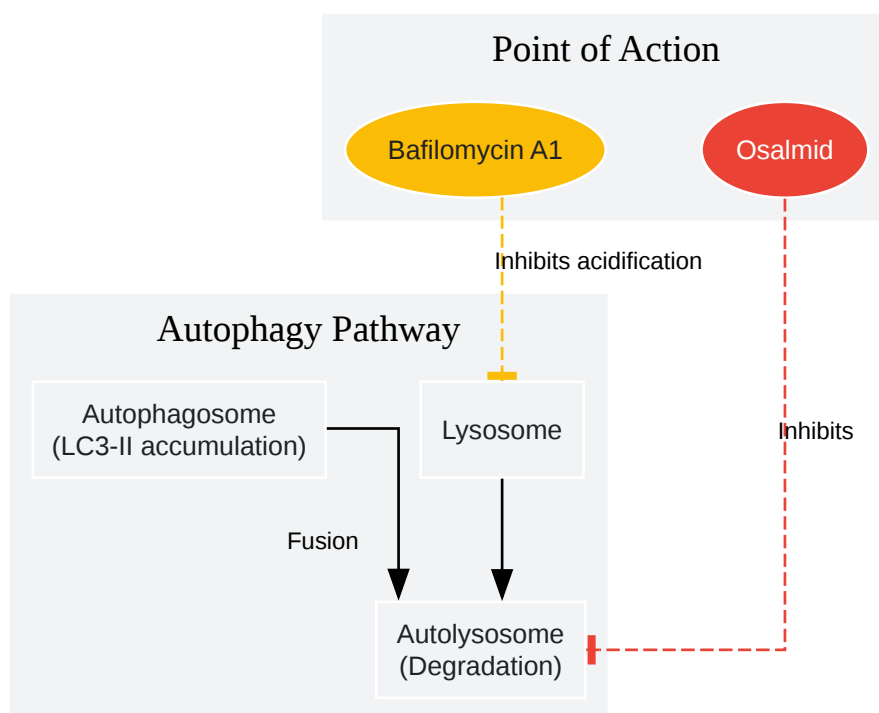 Point of Action
Bafilomycin A1
Osalmid
Inhibits acidification
Autophagy Pathway
Autophagosome
(LC3-II accumulation)
Lysosome
Inhibits
Fusion
Autolysosome
(Degradation)